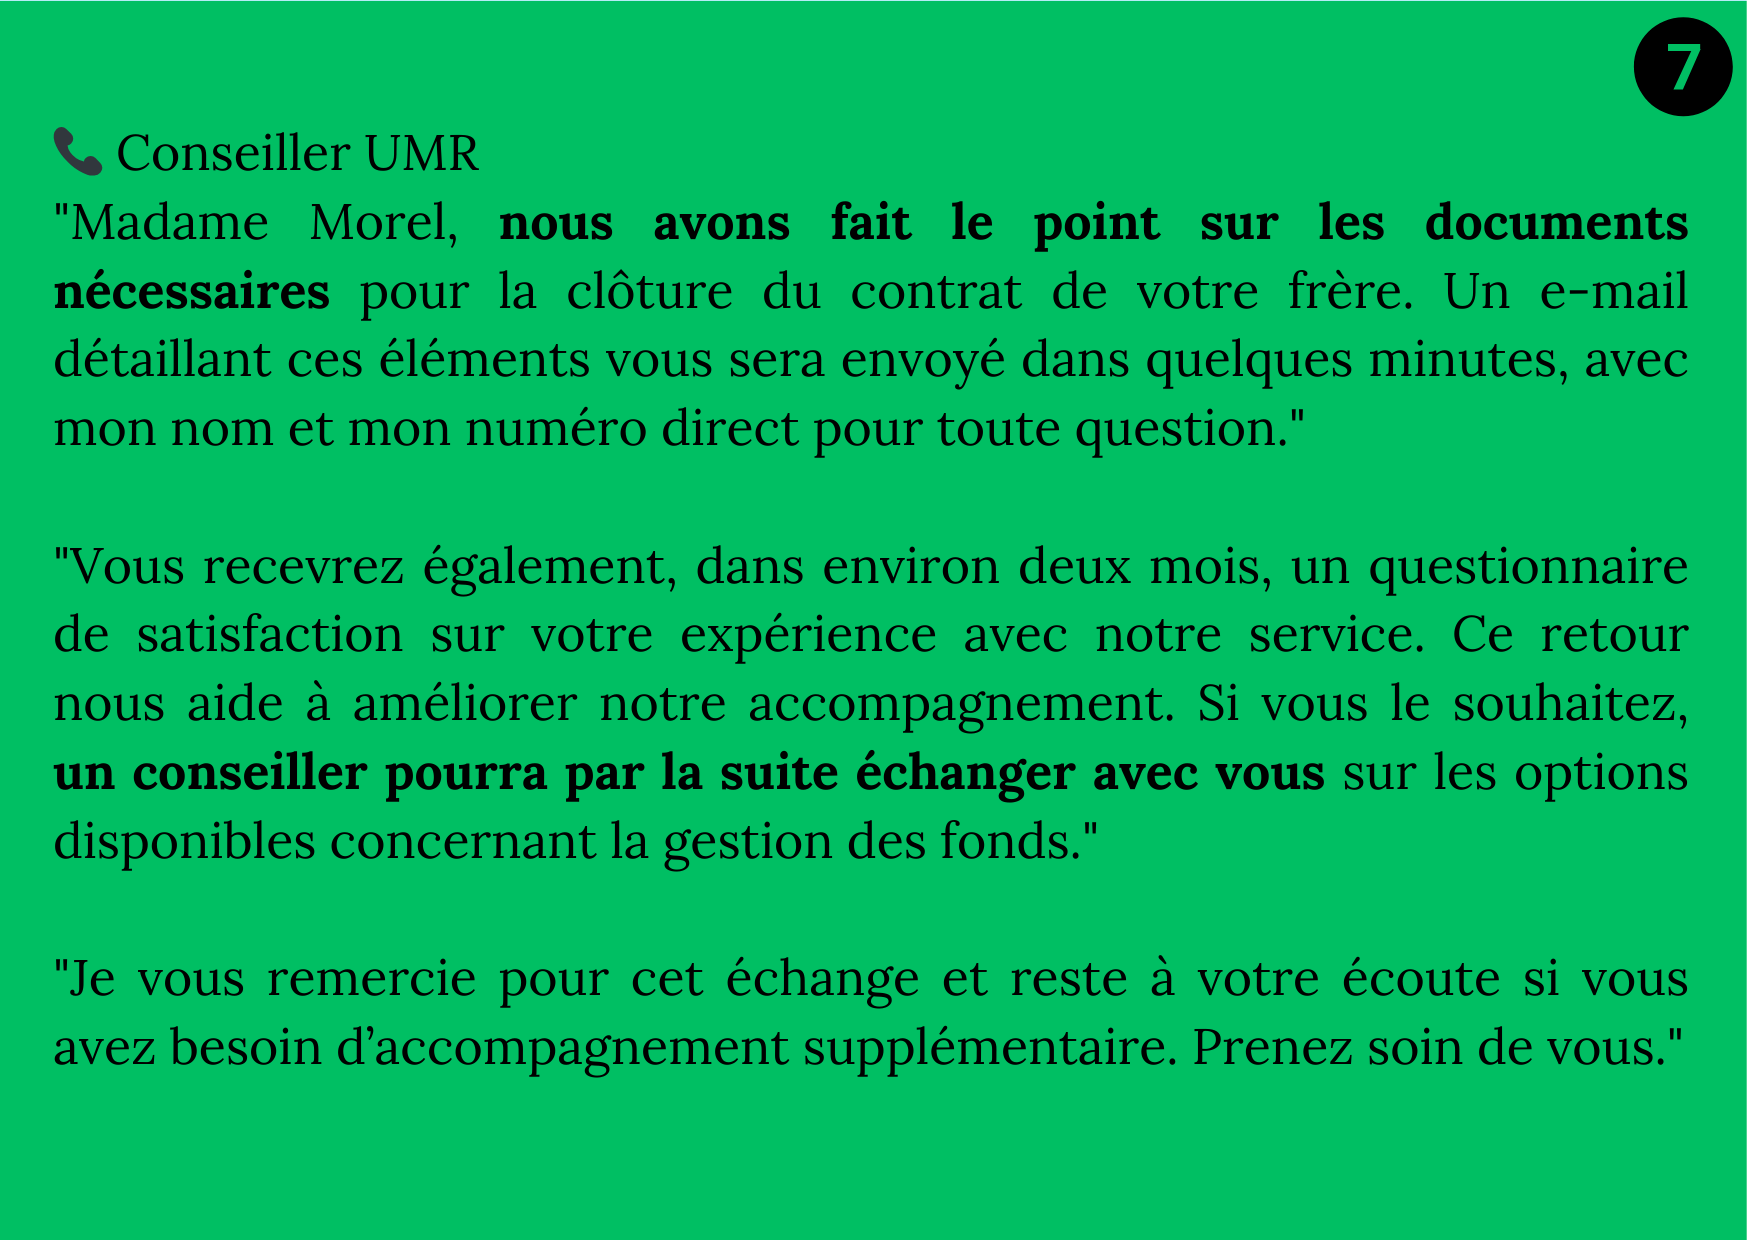 7
📞 Conseiller UMR
"Madame Morel, nous avons fait le point sur les documents
nécessaires pour la clôture du contrat de votre frère. Un e-mail
détaillant ces éléments vous sera envoyé dans quelques minutes, avec
mon nom et mon numéro direct pour toute question."
"Vous recevrez également, dans environ deux mois, un questionnaire
de satisfaction sur votre expérience avec notre service. Ce retour
nous aide à améliorer notre accompagnement. Si vous le souhaitez,
un conseiller pourra par la suite échanger avec vous sur les options
disponibles concernant la gestion des fonds."
"Je vous remercie pour cet échange et reste à votre écoute si vous
avez besoin d’accompagnement supplémentaire. Prenez soin de vous."